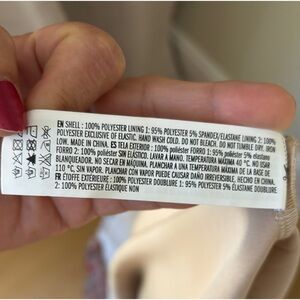 EN SHELL : 100% POLYESTER LINING 1: 95% POLYESTER 5% SPANDEX/ELASTANE LINING 2: 100%
POLYESTER EXCLUSIVE OF ELASTIC. HAND WASH COLD. DO NOT BLEACH. DO NOT TUMBLE DRY. IRON
LOW. MADE IN CHINA. ES TELA EXTERIOR: 100% poliéster FORRO 1: 95% poliéster 5% elastano
FORRO 2: 100% poliéster SIN ELÁSTICO. LAVAR A MANO. TEMPERATURA MÁXIMA 40 °C. NO USAR
BLANQUEADOR. NO SECAR A MÁQUINA. TEMPERATURA MÁXIMA DE LA BASE
110 °C, SIN VAPOR. PLANCHAR CON VAPOR PUEDE CAUSAR DAÑO IRREVERSIBLE. HECHO EN CHINA.
FR ÉTOFFE EXTÉRIEURE : 100% POLYESTER DOUBLURE 1: 95% POLYESTER 5% ÉLASTANE DOUBLURE
2: 100% POLYESTER ÉLASTIQUE NON